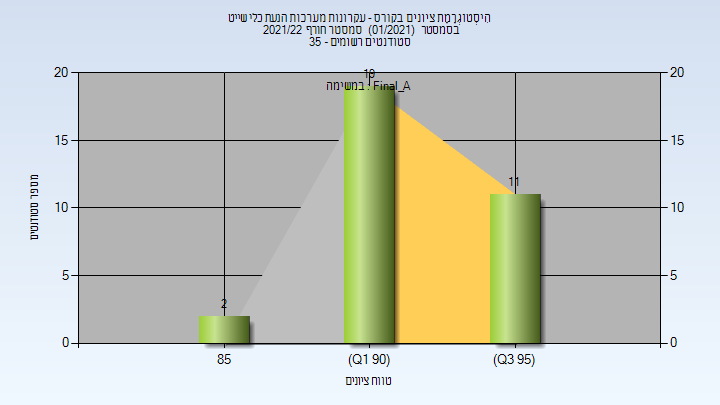 היסטוגרמת ציונים בקורס - עקרונות מערכות הנעת כלי שייט
בסמסטר (01/2021) סמסטר חורף 2021/22
סטודנטים רשומים - 35
במשימה : Final_A
20
15
10
5
0
20
15
10
5
0
2
19
11
מספר סטודנטים
85
(Q1 90)
(Q3 95)
טווח ציונים